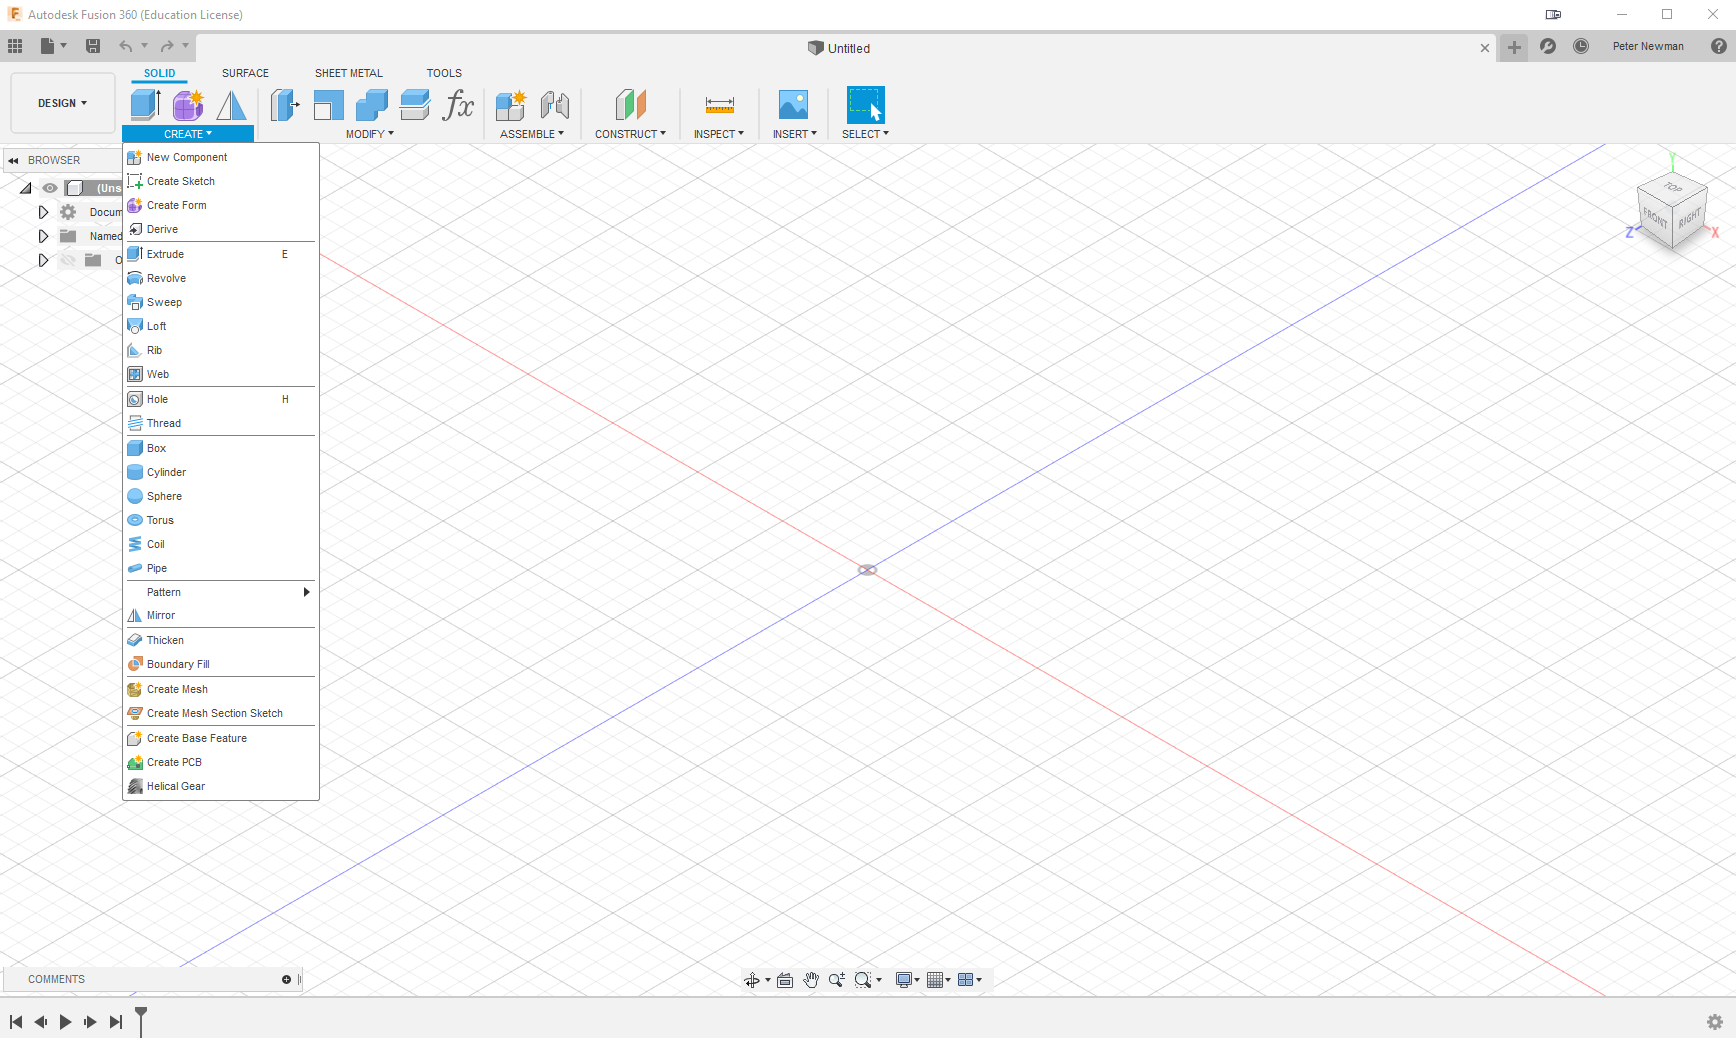 Autodesk Fusion 360 (Education License)
Untitled
Peter Newman
SOLID SURFACE SHEET METAL TOOLS
DESIGN
CREATE MODIFY ASSEMBLE CONSTRUCT INSPECT INSERT SELECT
BROWSER
(Uns
Docum
Named
O
New Component
Create Sketch
Create Form
Derive
Extrude E
Revolve
Sweep
Loft
Rib
Web
Hole H
Thread
Box
Cylinder
Sphere
Torus
Coil
Pipe
Pattern
Mirror
Thicken
Boundary Fill
Create Mesh
Create Mesh Section Sketch
Create Base Feature
Create PCB
Helical Gear
Y
TOP
FRONT RIGHT
Z X
COMMENTS